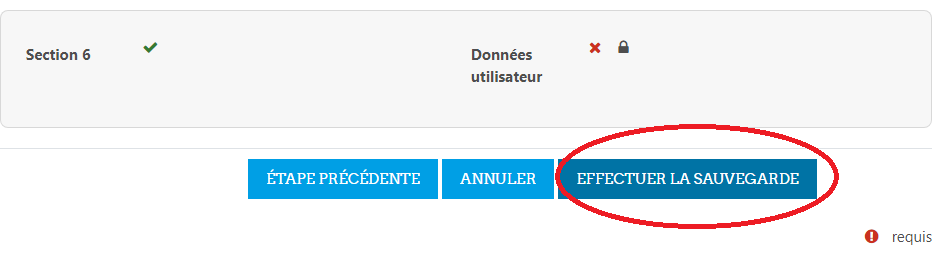 Section 6
Données
utilisateur
ÉTAPE PRÉCÉDENTE
ANNULER
EFFECTUER LA SAUVEGARDE
requis